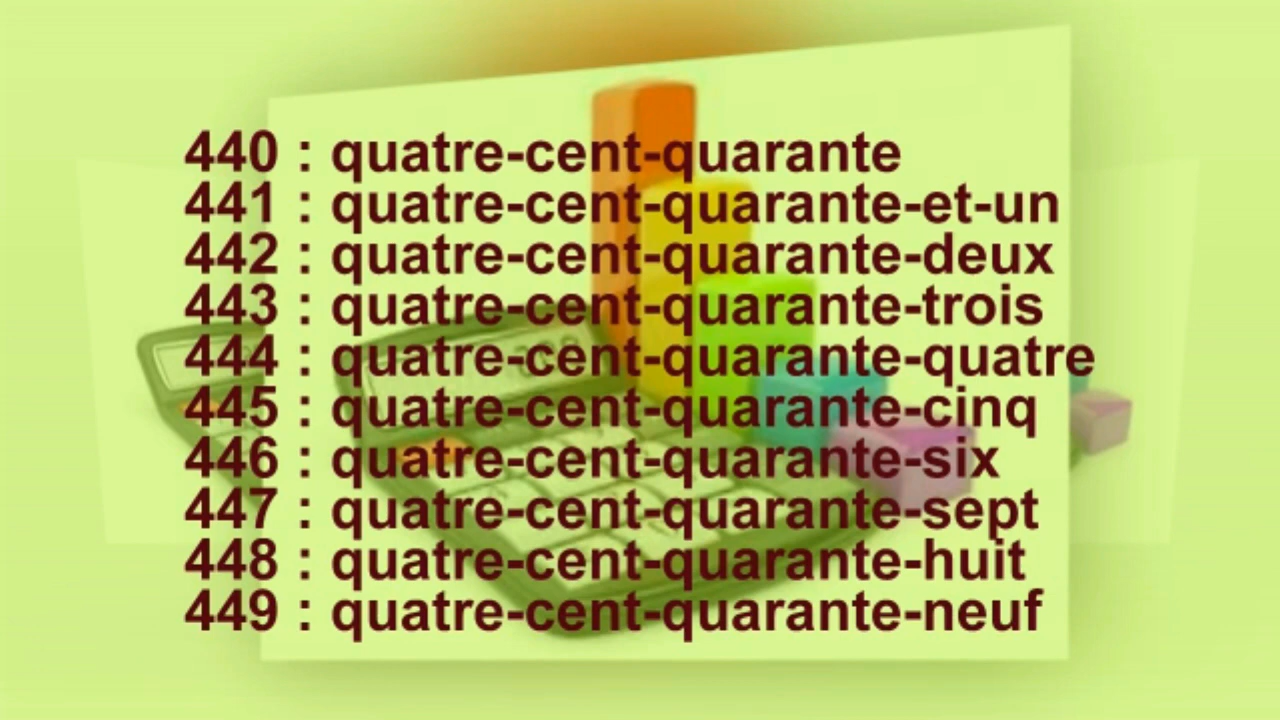 440 : quatre-cent-quarante
441 : quatre-cent-quarante-et-un
442 : quatre-cent-quarante-deux
443 : quatre-cent-quarante-trois
444 : quatre-cent-quarante-quatre
445 : quatre-cent-quarante-cinq
446 : quatre-cent-quarante-six
447 : quatre-cent-quarante-sept
448 : quatre-cent-quarante-huit
449 : quatre-cent-quarante-neuf